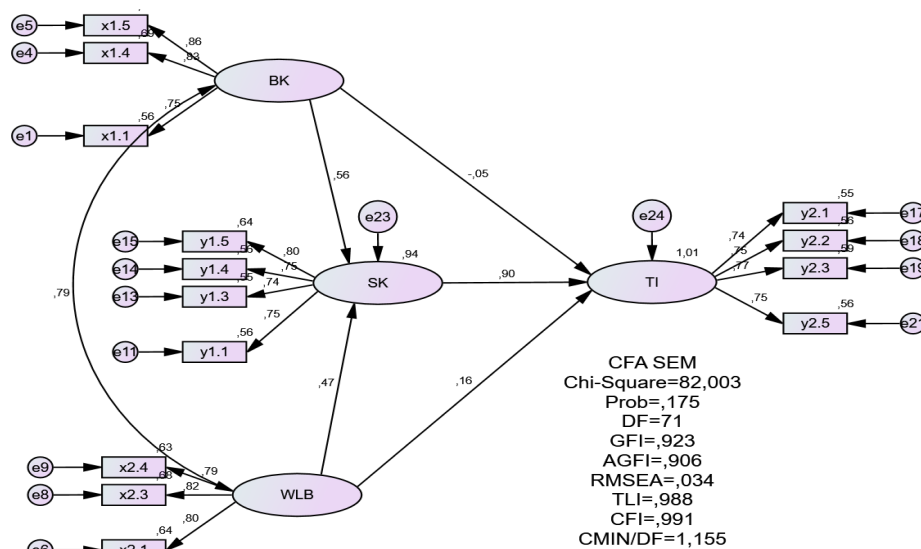 e5
x1.5
,86
e4
,69
x1.4
,83
BK
,75
,56
e1
x1.1
,56
-,05
e23
e24
,55
y2.1
e17
,74
,56
y2.2
e18
,75
,59
y2.3
e19
,77
,64
e15
y1.5
,80
,56
e14
y1.4
,75
,55
e13
y1.3
,74
SK
,94
,90
TI
1,01
,75
,56
y2.5
e21
,75
,56
e11
y1.1
,79
,47
,16
,63
e9
x2.4
,79
,68
e8
x2.3
,82
WLB
,80
,64
e6
x2.1
CFA SEM
Chi-Square=82,003
Prob=,175
DF=71
GFI=,923
AGFI=,906
RMSEA=,034
TLI=,988
CFI=,991
CMIN/DF=1,155